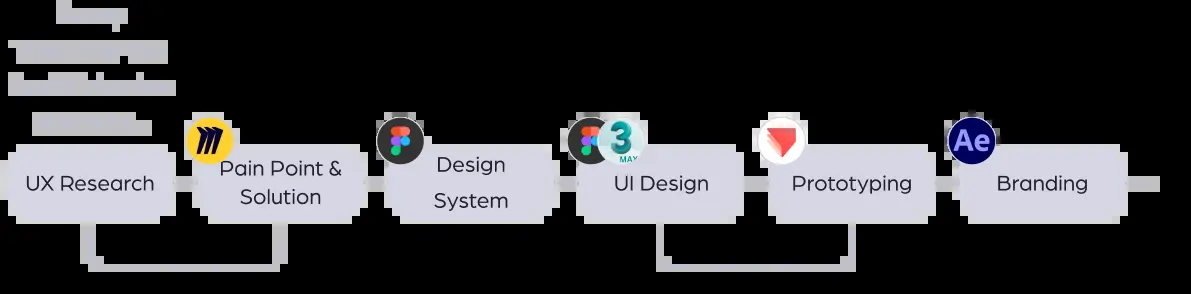 UX Research
Pain Point &
Solution
Design
System
3
MAX
UI Design
Prototyping
Ae
Branding